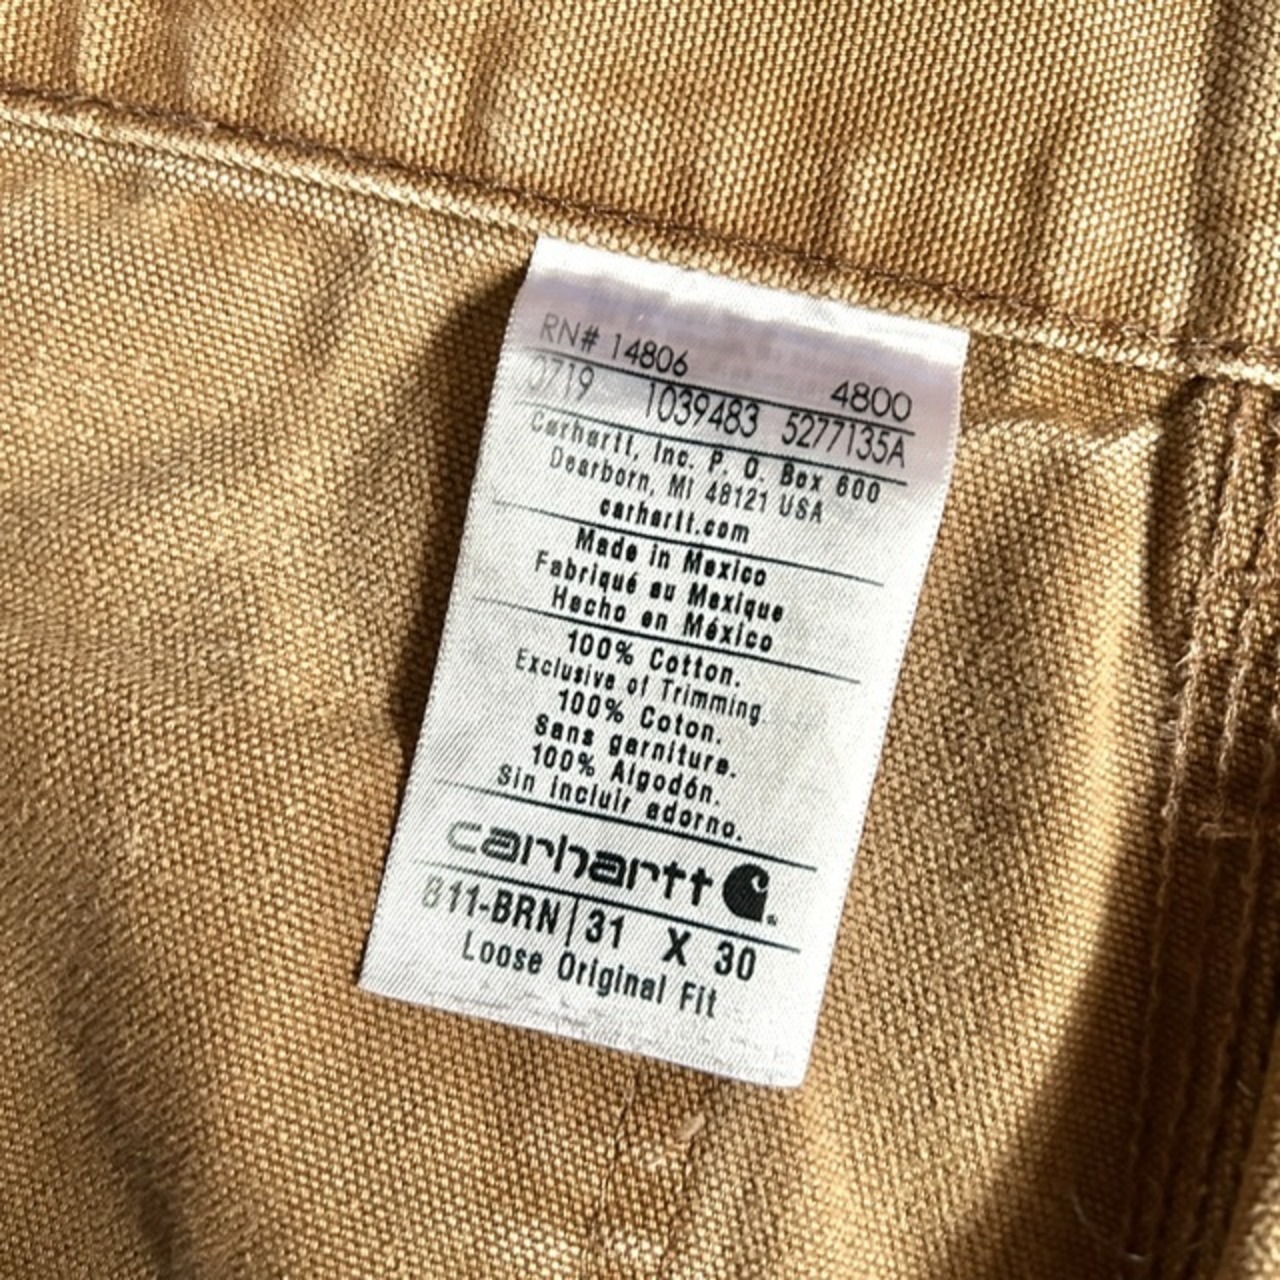 RN# 14806 4800
0719 1039483 5277135A
Carhartt, Inc. P. O. Box 600
Dearborn, MI 48121 USA
carhartt.com
Made in Mexico
Fabriqué au Mexique
Hecho en México
100% Cotton.
Exclusive of Trimming
100% Coton.
Sans garniture.
100% Algodón.
Sin incluir adorno.
carhartt
B11-BRN 31 X 30
Loose Original Fit